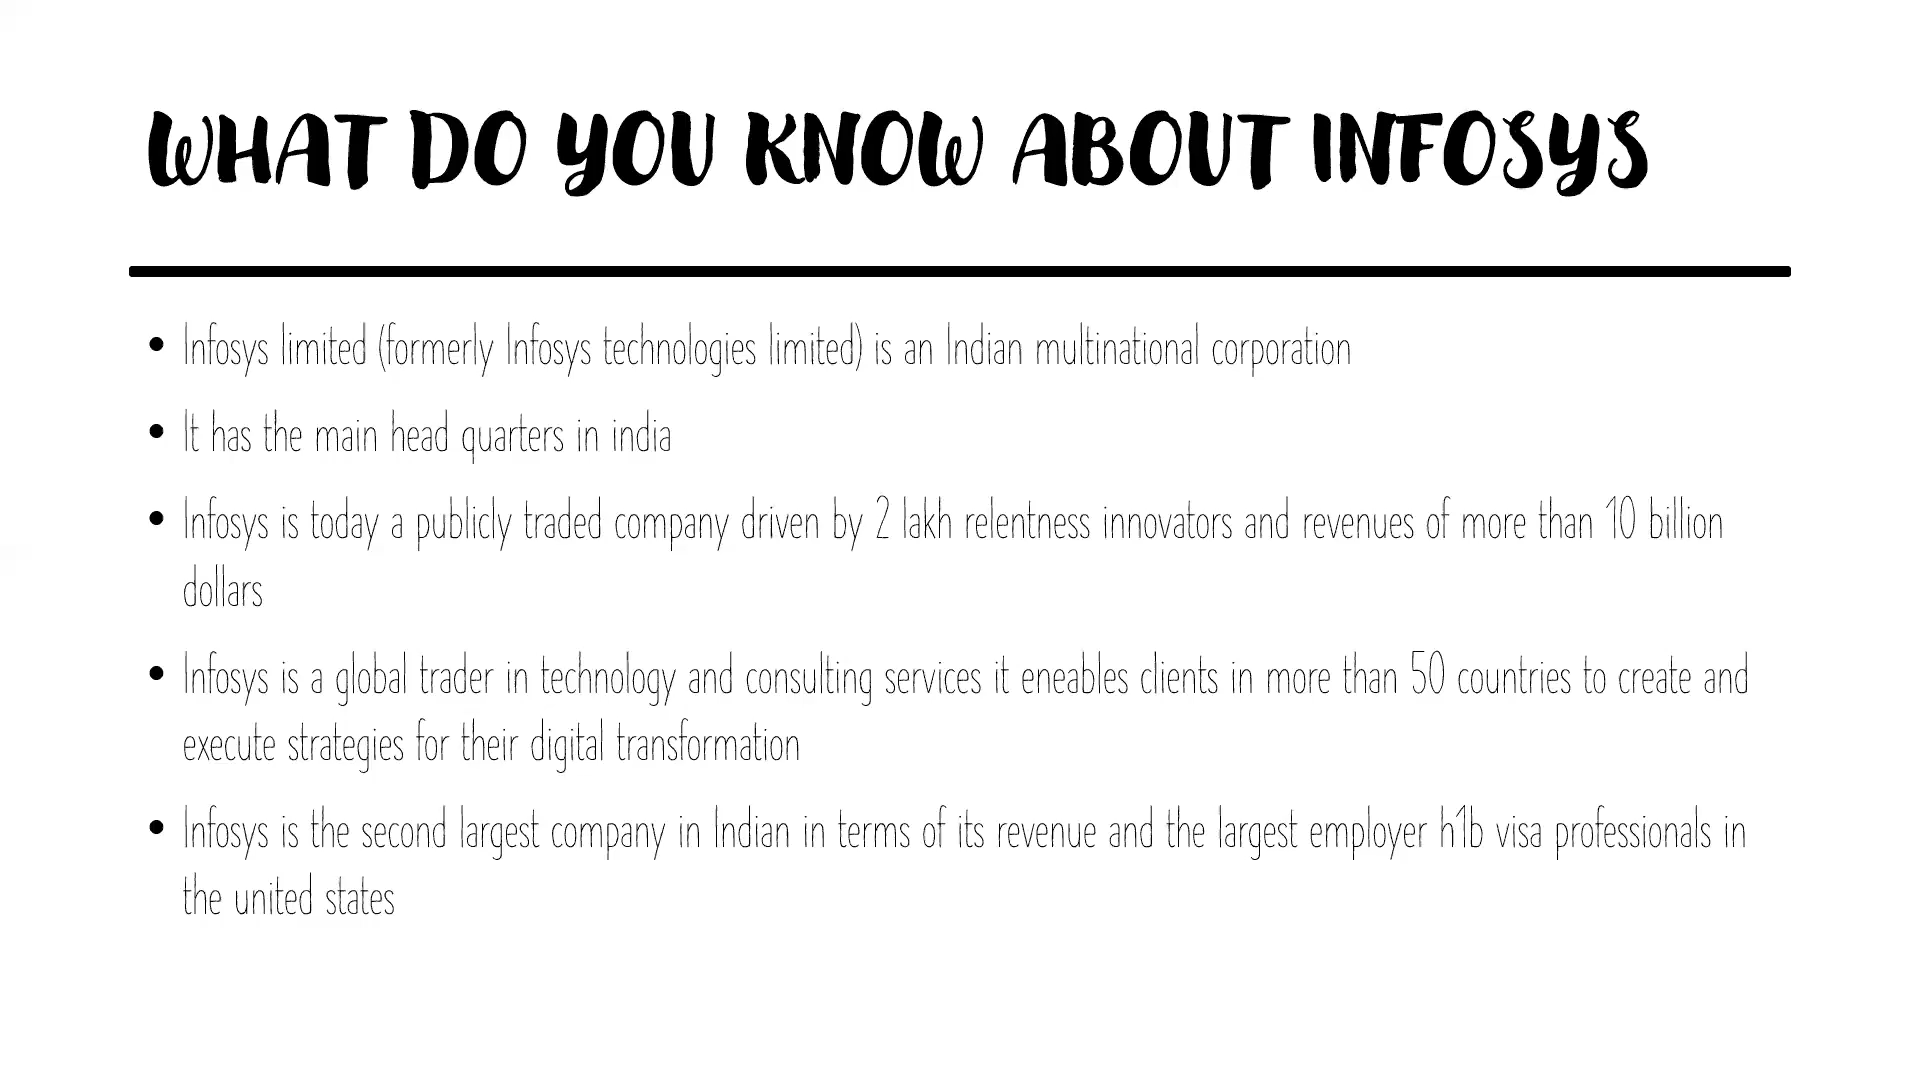 WHAT DO YOU KNOW ABOUT INFOSYS
• Infosys limited (formerly Infosys technologies limited) is an Indian multinational corporation
• It has the main head quarters in india
• Infosys is today a publicly traded company driven by 2 lakh relentness innovators and revenues of more than 10 billion
dollars
• Infosys is a global trader in technology and consulting services it eneables clients in more than 50 countries to create and
execute strategies for their digital transformation
• Infosys is the second largest company in Indian in terms of its revenue and the largest employer h1b visa professionals in
the united states